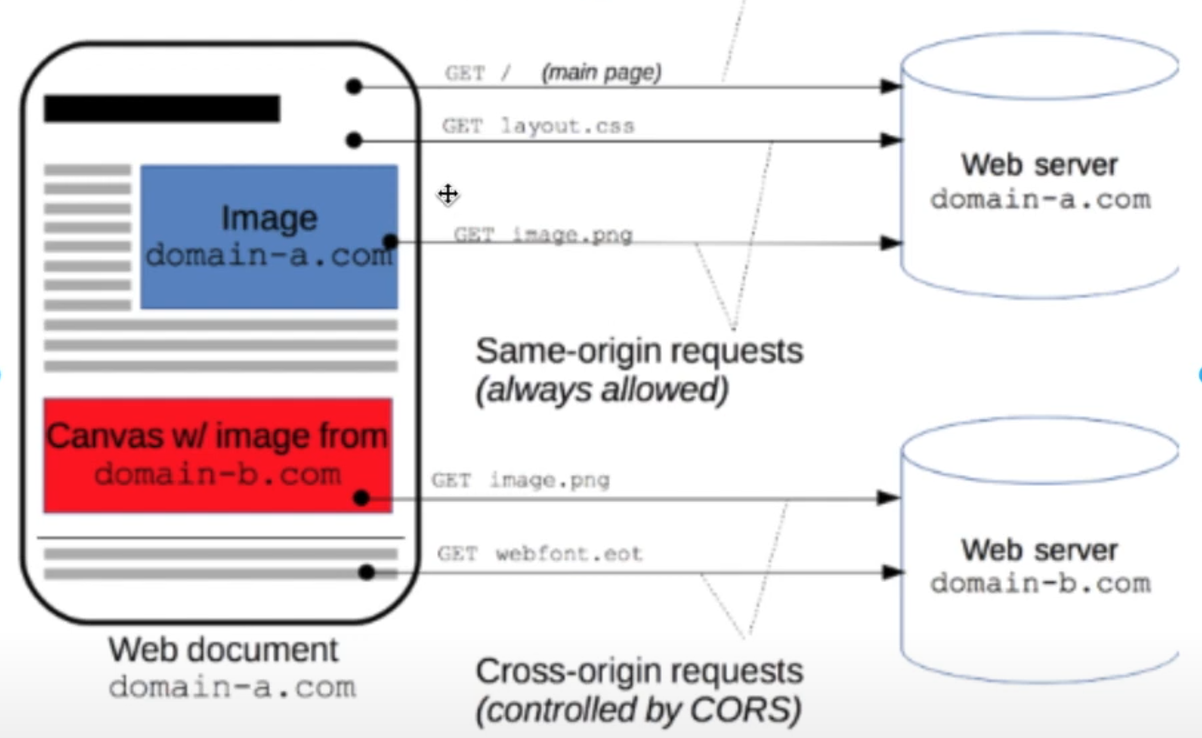 GET / (main page)
GET layout.css
Image
domain-a.com
GET image.png
Web server
domain-a.com
Same-origin requests
(always allowed)
Canvas w/ image from
domain-b.com
GET image.png
GET webfont.eot
Web server
domain-b.com
Web document
domain-a.com
Cross-origin requests
(controlled by CORS)